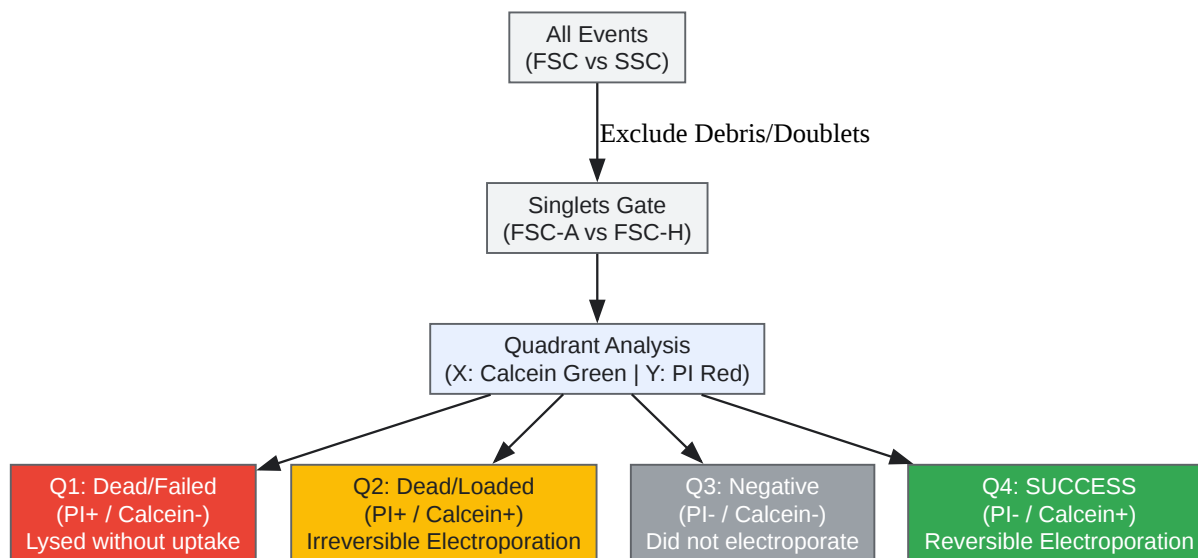 All Events
(FSC vs SSC)
Exclude Debris/Doublets
Singlets Gate
(FSC-A vs FSC-H)
Quadrant Analysis
(X: Calcein Green | Y: PI Red)
Q1: Dead/Failed
(PI+ / Calcein-)
Lysed without uptake
Q2: Dead/Loaded
(PI+ / Calcein+)
Irreversible Electroporation
Q3: Negative
(PI- / Calcein-)
Did not electroporate
Q4: SUCCESS
(PI- / Calcein+)
Reversible Electroporation